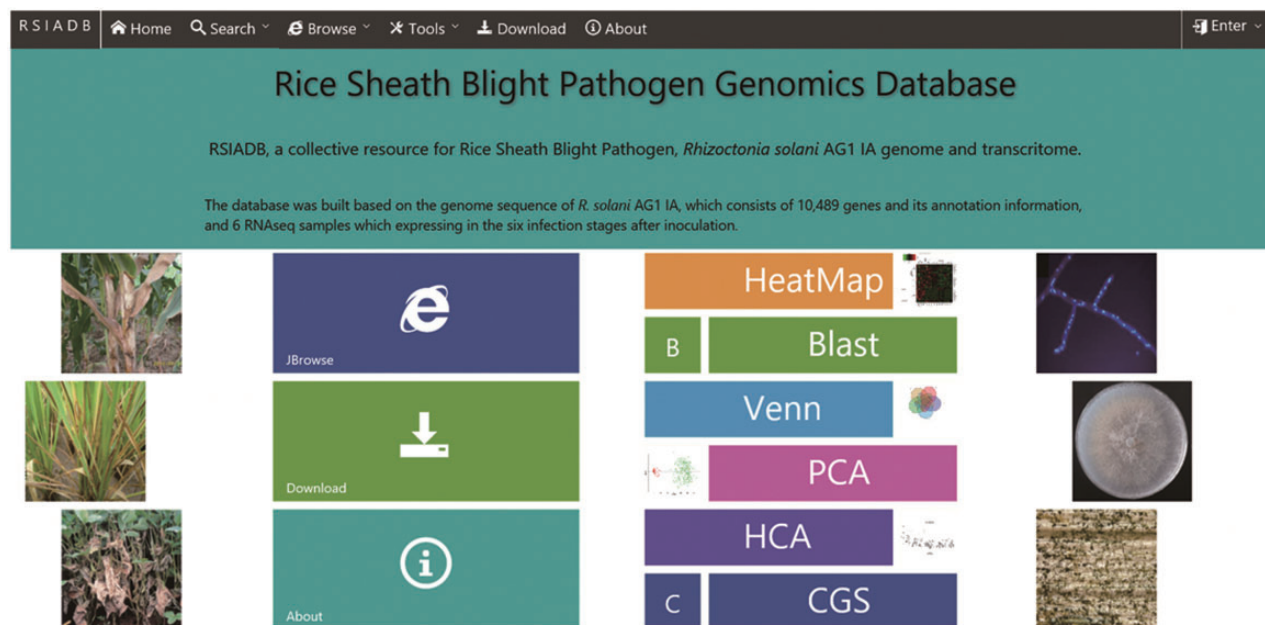 RSIADB Home Search Browse Tools Download About Enter
Rice Sheath Blight Pathogen Genomics Database
RSIADB, a collective resource for Rice Sheath Blight Pathogen, Rhizoctonia solani AG1 IA genome and transcritome.
The database was built based on the genome sequence of R. solani AG1 IA, which consists of 10,489 genes and its annotation information,
and 6 RNAseq samples which expressing in the six infection stages after inoculation.
JBrowse
Download
About
HeatMap
B Blast
Venn
PCA
HCA
C CGS